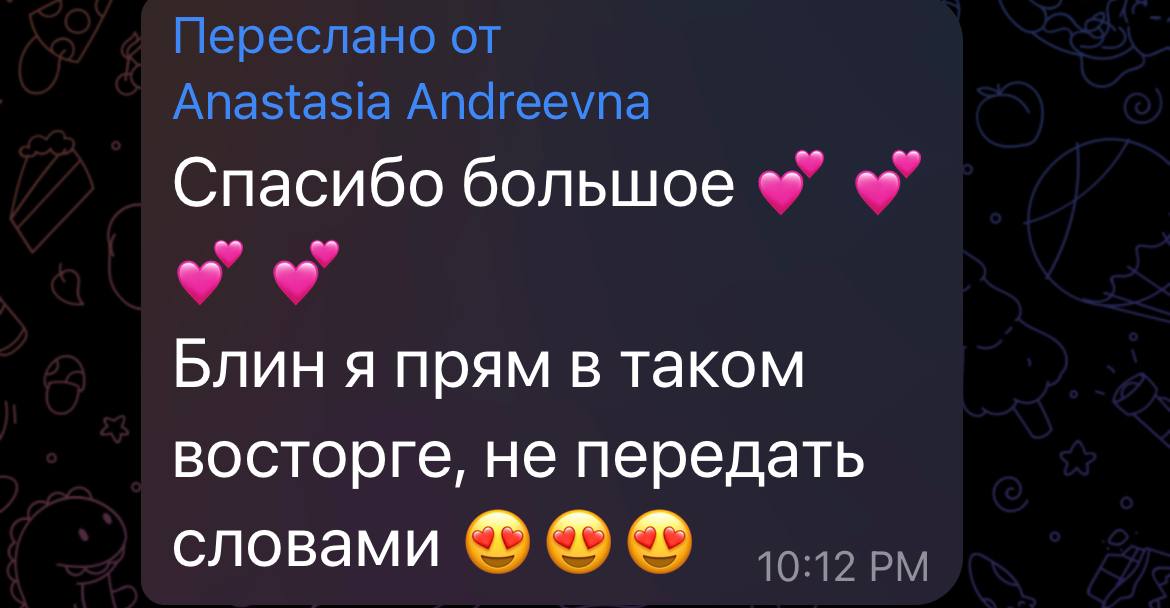 Переслано от
Anastasia Andreevna
Спасибо большое 💕 💕
💕 💕
Блин я прям в таком
восторге, не передать
словами 😍😍😍
10:12 PM